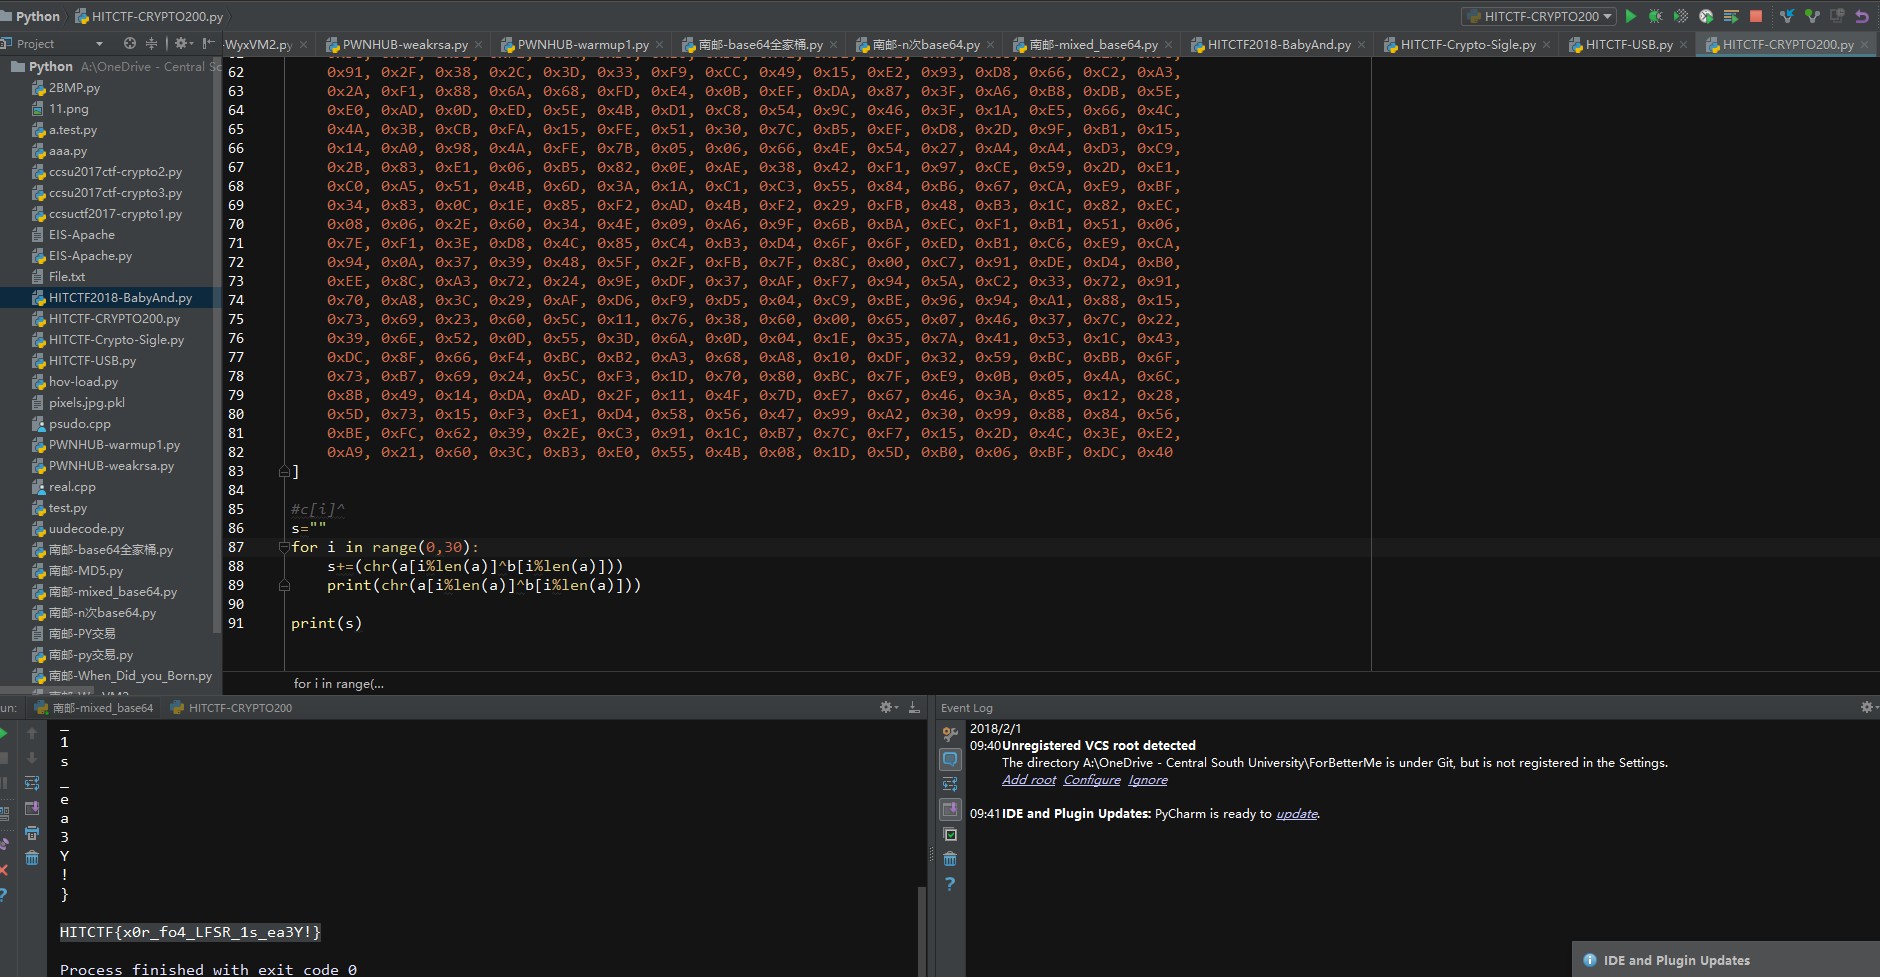 Python HITCTF-CRYPTO200.py HITCTF-CRYPTO200
Project
-WyxVM2.py PWNHUB-weakrsa.py PWNHUB-warmup1.py 南邮-base64全家桶.py 南邮-n次base64.py 南邮-mixed_base64.py HITCTF2018-BabyAnd.py HITCTF-Crypto-Sigle.py HITCTF-USB.py HITCTF-CRYPTO200.py
Python A:\OneDrive - Central Sc
2BMP.py
11.png
a.test.py
aaa.py
ccsu2017ctf-crypto2.py
ccsu2017ctf-crypto3.py
ccsuctf2017-crypto1.py
EIS-Apache
EIS-Apache.py
File.txt
HITCTF2018-BabyAnd.py
HITCTF-CRYPTO200.py
HITCTF-Crypto-Sigle.py
HITCTF-USB.py
hov-load.py
pixels.jpg.pkl
psudo.cpp
PWNHUB-warmup1.py
PWNHUB-weakrsa.py
real.cpp
test.py
uudecode.py
南邮-base64全家桶.py
南邮-MD5.py
南邮-mixed_base64.py
南邮-n次base64.py
南邮-PY交易
南邮-py交易.py
南邮-When_Did_you_Born.py
62 0x91, 0x2F, 0x38, 0x2C, 0x3D, 0x33, 0xF9, 0xCC, 0x49, 0x15, 0xE2, 0x93, 0xD8, 0x66, 0xC2, 0xA3,
63 0x2A, 0xF1, 0x88, 0x6A, 0x68, 0xFD, 0xE4, 0x0B, 0xEF, 0xDA, 0x87, 0x3F, 0xA6, 0xB8, 0xDB, 0x5E,
64 0xE0, 0xAD, 0x0D, 0xED, 0x5E, 0x4B, 0xD1, 0xC8, 0x54, 0x9C, 0x46, 0x3F, 0x1A, 0xE5, 0x66, 0x4C,
65 0x4A, 0x3B, 0xCB, 0xFA, 0x15, 0xFE, 0x51, 0x30, 0x7C, 0xB5, 0xEF, 0xD8, 0x2D, 0x9F, 0xB1, 0x15,
66 0x14, 0xA0, 0x98, 0x4A, 0xFE, 0x7B, 0x05, 0x06, 0x66, 0x4E, 0x54, 0x27, 0xA4, 0xA4, 0xD3, 0xC9,
67 0x2B, 0x83, 0xE1, 0x06, 0xB5, 0x82, 0x0E, 0xAE, 0x38, 0x42, 0xF1, 0x97, 0xCE, 0x59, 0x2D, 0xE1,
68 0xC0, 0xA5, 0x51, 0x4B, 0x6D, 0x3A, 0x1A, 0xC1, 0xC3, 0x55, 0x84, 0xB6, 0x67, 0xCA, 0xE9, 0xBF,
69 0x34, 0x83, 0x0C, 0x1E, 0x85, 0xF2, 0xAD, 0x4B, 0xF2, 0x29, 0xFB, 0x48, 0xB3, 0x1C, 0x82, 0xEC,
70 0x08, 0x06, 0x2E, 0x60, 0x34, 0x4E, 0x09, 0xA6, 0x9F, 0x6B, 0xBA, 0xEC, 0xF1, 0xB1, 0x51, 0x06,
71 0x7E, 0xF1, 0x3E, 0xD8, 0x4C, 0x85, 0xC4, 0xB3, 0xD4, 0x6F, 0x6F, 0xED, 0xB1, 0xC6, 0xE9, 0xCA,
72 0x94, 0x0A, 0x37, 0x39, 0x48, 0x5F, 0x2F, 0xFB, 0x7F, 0x8C, 0x00, 0xC7, 0x91, 0xDE, 0xD4, 0xB0,
73 0xEE, 0x8C, 0xA3, 0x72, 0x24, 0x9E, 0xDF, 0x37, 0xAF, 0xF7, 0x94, 0x5A, 0xC2, 0x33, 0x72, 0x91,
74 0x70, 0xA8, 0x3C, 0x29, 0xAF, 0xD6, 0xF9, 0xD5, 0x04, 0xC9, 0xBE, 0x96, 0x94, 0xA1, 0x88, 0x15,
75 0x73, 0x69, 0x23, 0x60, 0x5C, 0x11, 0x76, 0x38, 0x60, 0x00, 0x65, 0x07, 0x46, 0x37, 0x7C, 0x22,
76 0x39, 0x6E, 0x52, 0x0D, 0x55, 0x3D, 0x6A, 0x0D, 0x04, 0x1E, 0x35, 0x7A, 0x41, 0x53, 0x1C, 0x43,
77 0xDC, 0x8F, 0x66, 0xF4, 0xBC, 0xB2, 0xA3, 0x68, 0xA8, 0x10, 0xDF, 0x32, 0x59, 0xBC, 0xBB, 0x6F,
78 0x73, 0xB7, 0x69, 0x24, 0x5C, 0xF3, 0x1D, 0x70, 0x80, 0xBC, 0x7F, 0xE9, 0x0B, 0x05, 0x4A, 0x6C,
79 0x8B, 0x49, 0x14, 0xDA, 0xAD, 0x2F, 0x11, 0x4F, 0x7D, 0xE7, 0x67, 0x46, 0x3A, 0x85, 0x12, 0x28,
80 0x5D, 0x73, 0x15, 0xF3, 0xE1, 0xD4, 0x58, 0x56, 0x47, 0x99, 0xA2, 0x30, 0x99, 0x88, 0x84, 0x56,
81 0xBE, 0xFC, 0x62, 0x39, 0x2E, 0xC3, 0x91, 0x1C, 0xB7, 0x7C, 0xF7, 0x15, 0x2D, 0x4C, 0x3E, 0xE2,
82 0xA9, 0x21, 0x60, 0x3C, 0xB3, 0xE0, 0x55, 0x4B, 0x08, 0x1D, 0x5D, 0xB0, 0x06, 0xBF, 0xDC, 0x40
83 ]
84
85 #c[i]^
86 s=""
87 for i in range(0,30):
88 s+=(chr(a[i%len(a)]^b[i%len(a)]))
89 print(chr(a[i%len(a)]^b[i%len(a)]))
90
91 print(s)
for i in range(...
un: 南邮-mixed_base64 HITCTF-CRYPTO200
_
1
s
_
e
a
3
Y
!
}
HITCTF{x0r_fo4_LFSR_1s_ea3Y!}
Process finished with exit code 0
Event Log
2018/2/1
09:40 Unregistered VCS root detected
The directory A:\OneDrive - Central South University\ForBetterMe is under Git, but is not registered in the Settings.
Add root Configure Ignore
09:41 IDE and Plugin Updates: PyCharm is ready to update.
IDE and Plugin Updates